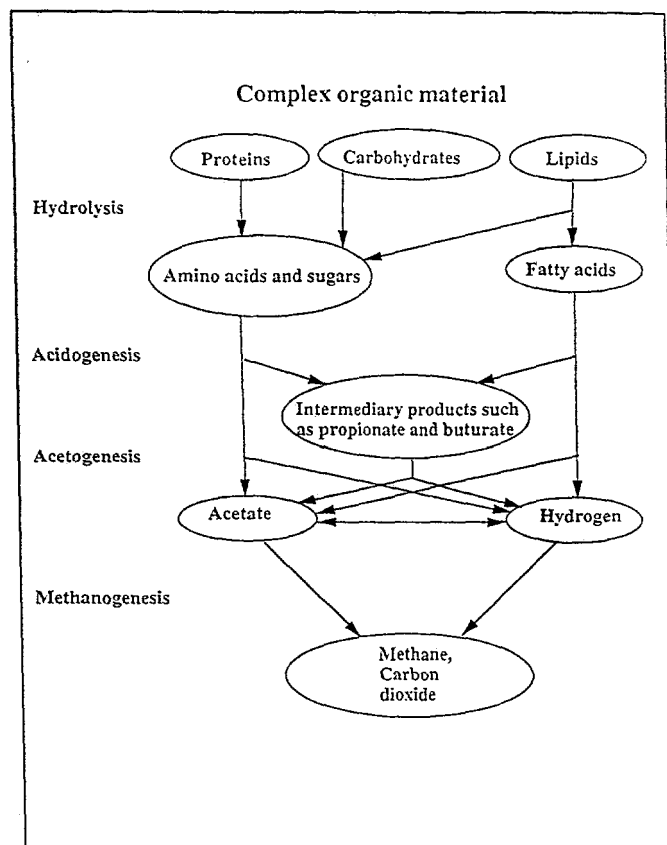 Complex organic material
Proteins
Carbohydrates
Lipids
Hydrolysis
Amino acids and sugars
Fatty acids
Acidogenesis
Intermediary products such
as propionate and buturate
Acetogenesis
Acetate
Hydrogen
Methanogenesis
Methane,
Carbon
dioxide